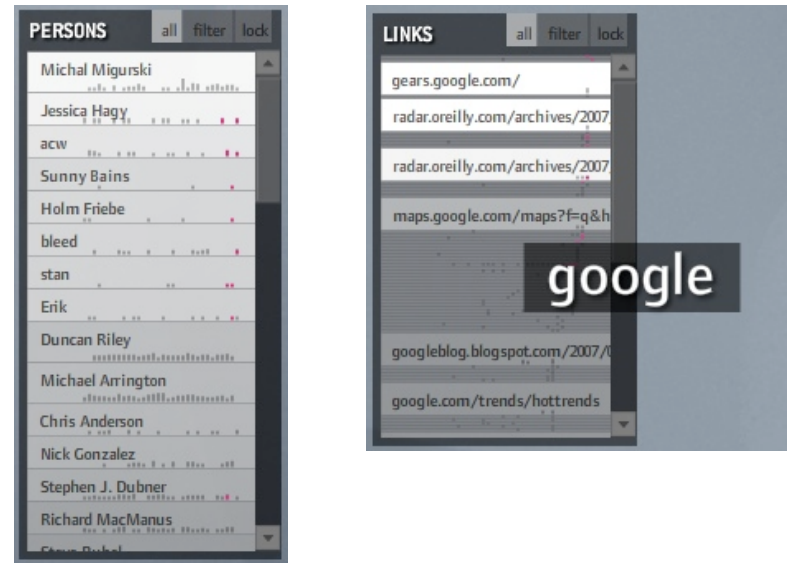 PERSONS all filter lock
Michal Migurski
Jessica Hagy
acw
Sunny Bains
Holm Friebe
bleed
stan
Erik
Duncan Riley
Michael Arrington
Chris Anderson
Nick Gonzalez
Stephen J. Dubner
Richard MacManus
LINKS all filter lock
gears.google.com/
radar.oreilly.com/archives/2007
radar.oreilly.com/archives/2007
maps.google.com/maps?f=q&h
google
googleblog.blogspot.com/2007/0
google.com/trends/hottrends